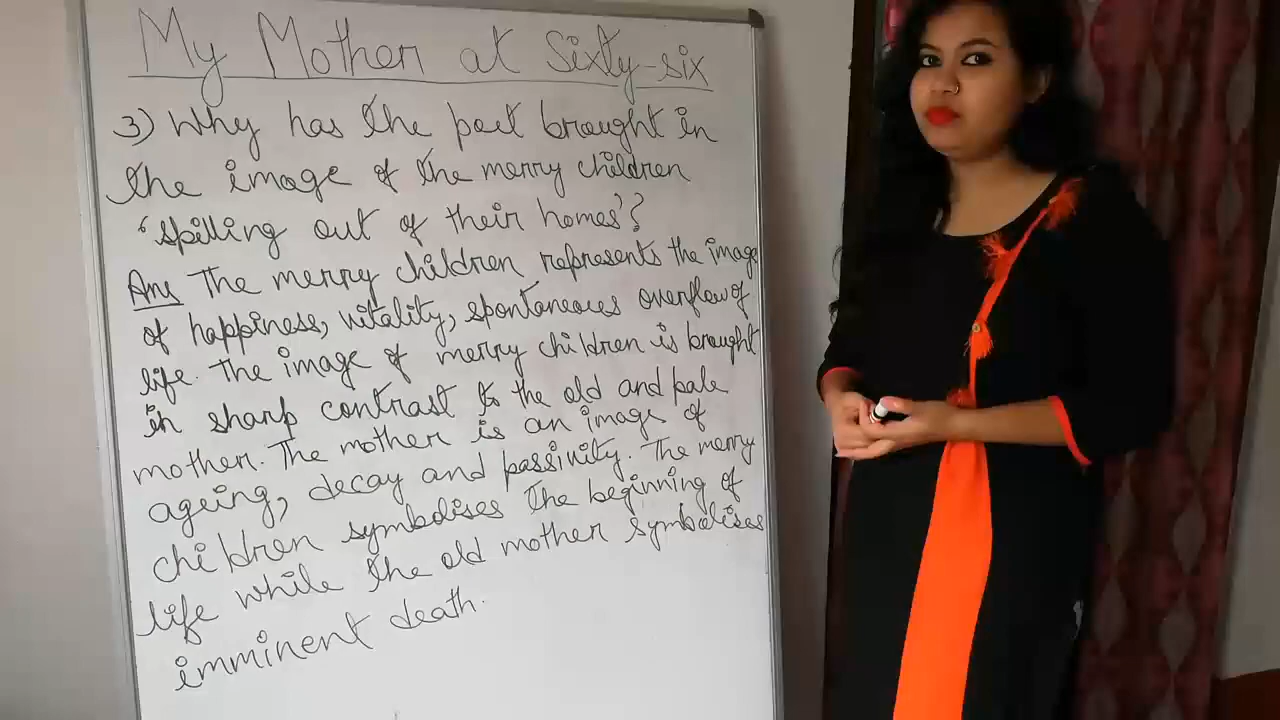 My Mother at Sixty-six
3) Why has the poet brought in
the image of the merry children
'spilling out of their homes'?
Ans The merry children represents the image
of happiness, vitality, spontaneous overflow of
life. The image of merry children is brought
in sharp contrast to the old and pale
mother. The mother is an image of
ageing, decay and passivity. The merry
children symbolises the beginning of
life while the old mother symbolises
imminent death.